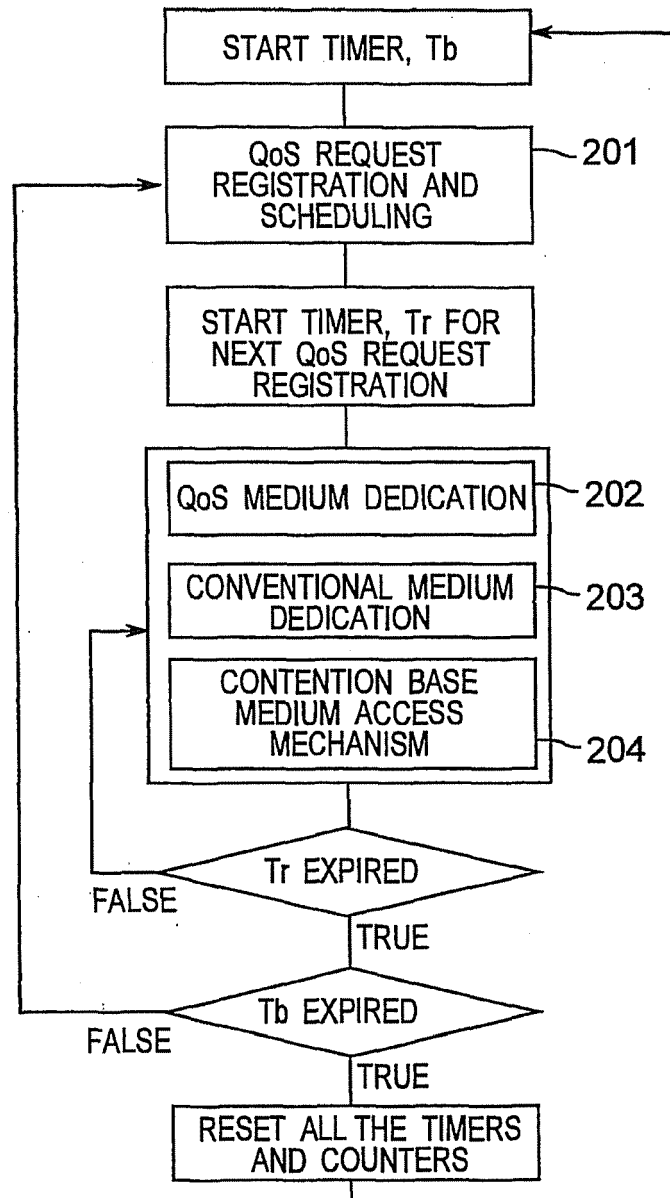 START TIMER, Tb
QoS REQUEST
REGISTRATION AND
SCHEDULING
201
START TIMER, Tr FOR
NEXT QoS REQUEST
REGISTRATION
QoS MEDIUM DEDICATION
202
CONVENTIONAL MEDIUM
DEDICATION
203
CONTENTION BASE
MEDIUM ACCESS
MECHANISM
204
Tr EXPIRED
FALSE
TRUE
Tb EXPIRED
FALSE
TRUE
RESET ALL THE TIMERS
AND COUNTERS